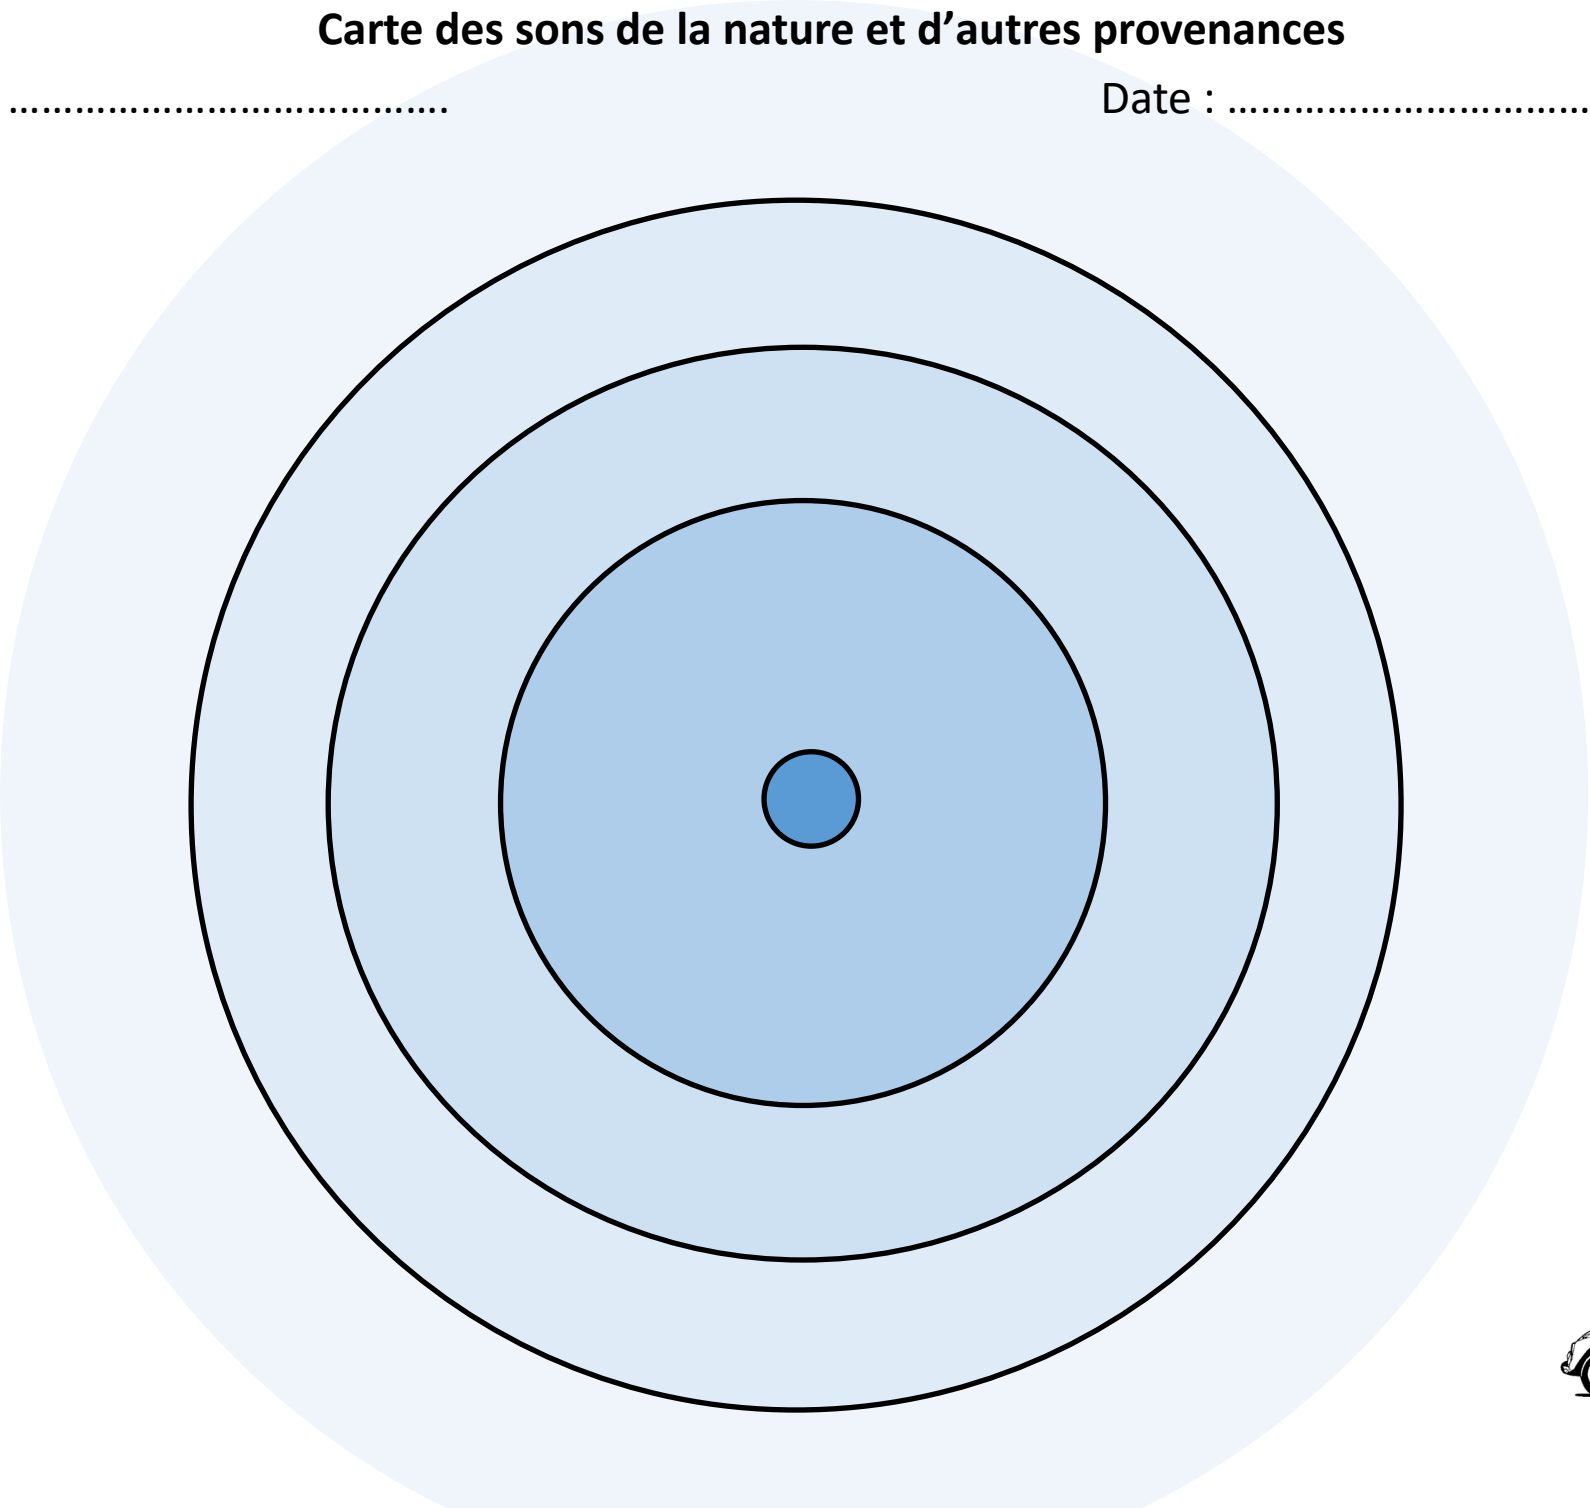 Carte des sons de la nature et d’autres provenances
………………………………….
Date : ……………………………